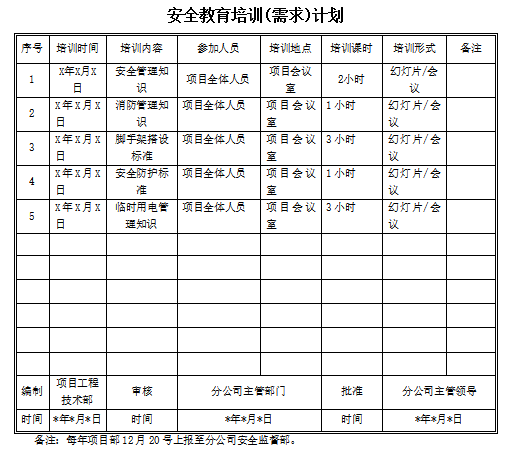 安全教育培训(需求)计划
序号 培训时间 培训内容 参加人员 培训地点 培训课时 培训形式 备注
1 X年X月X日 安全管理知识 项目全体人员 项目会议室 2小时 幻灯片/会议
2 X年X月X日 消防管理知识 项目全体人员 项目会议室 1小时 幻灯片/会议
3 X年X月X日 脚手架搭设标准 项目全体人员 项目会议室 3小时 幻灯片/会议
4 X年X月X日 安全防护标准 项目全体人员 项目会议室 1小时 幻灯片/会议
5 X年X月X日 临时用电管理知识 项目全体人员 项目会议室 3小时 幻灯片/会议
编制 项目工程技术部 审核 分公司主管部门 批准 分公司主管领导
时间 *年*月*日 时间 *年*月*日 时间 *年*月*日
备注：每年项目部12月20号上报至分公司安全监督部。